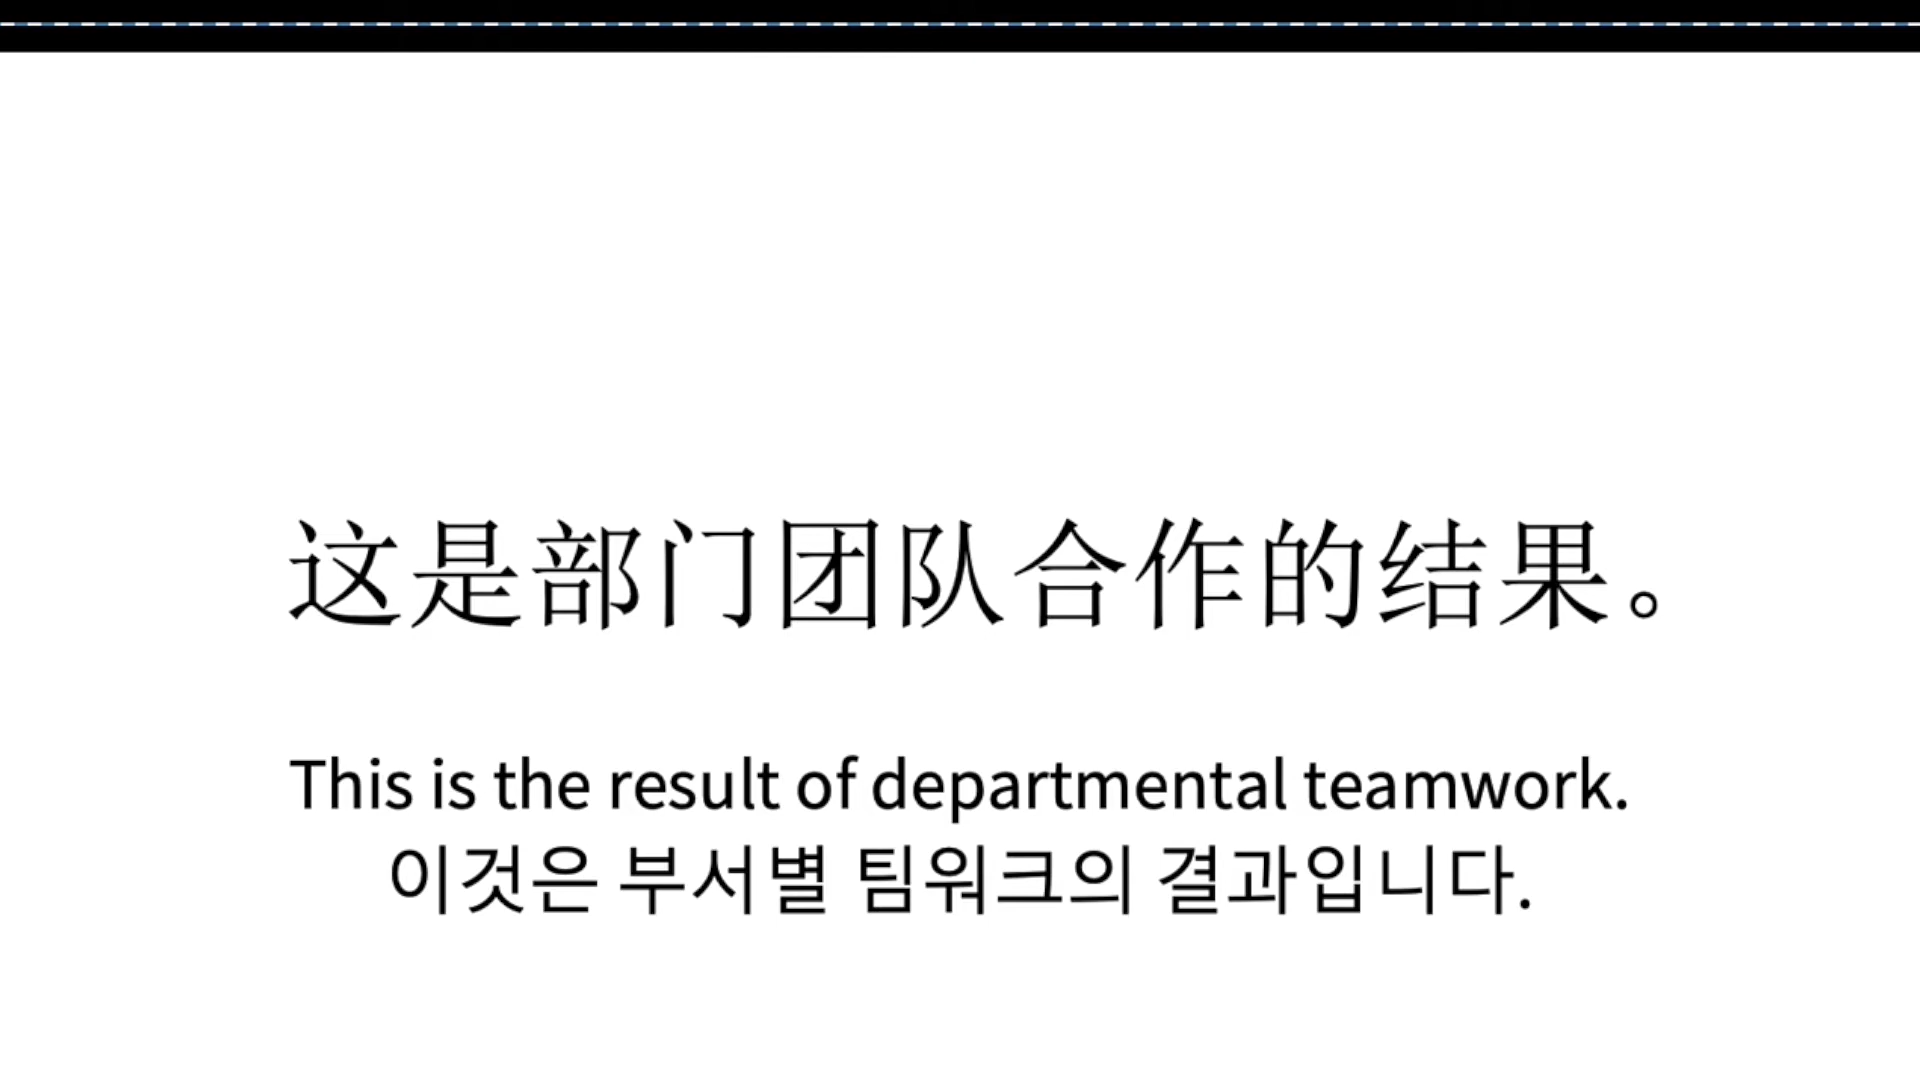 这是部门团队合作的结果。
This is the result of departmental teamwork.
이것은 부서별 팀워크의 결과입니다.